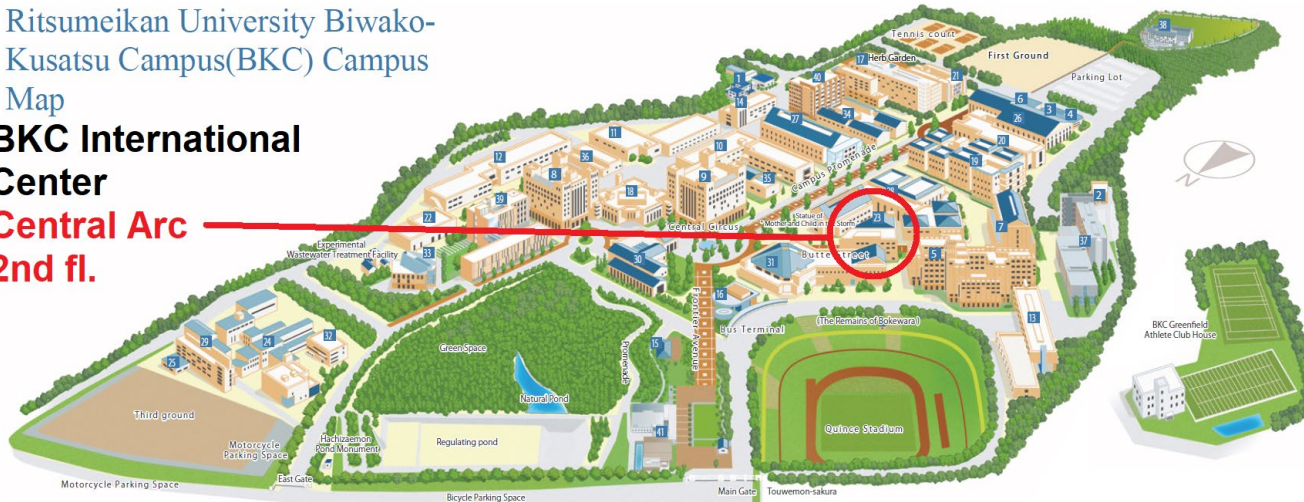 Ritsumeikan University Biwako-
Kusatsu Campus(BKC) Campus
Map
BKC International
Center
Central Arc
2nd fl.
38
Tennis court
First Ground
Parking Lot
17
Herb Garden
21
40
1
14
6
3
4
26
27
34
11
10
20
12
36
8
18
9
35
19
Campus Promenade
2
39
28
23
22
Statue of
Mother and Child in the Storm
Central Circus
7
37
N
Experimental
Wastewater Treatment Facility
33
30
31
5
16
Frontier Avenue
Bus Terminal
(The Remains of Bokewara)
13
BKC Greenfield
Athlete Club House
29
24
32
25
Green Space
Promenade
15
Natural Pond
Third ground
Quince Stadium
41
Regulating pond
Hachizaemon
Pond Monument
Motorcycle
Parking Space
East Gate
Motorcycle Parking Space
Bicycle Parking Space
Main Gate
Touwemon-sakura